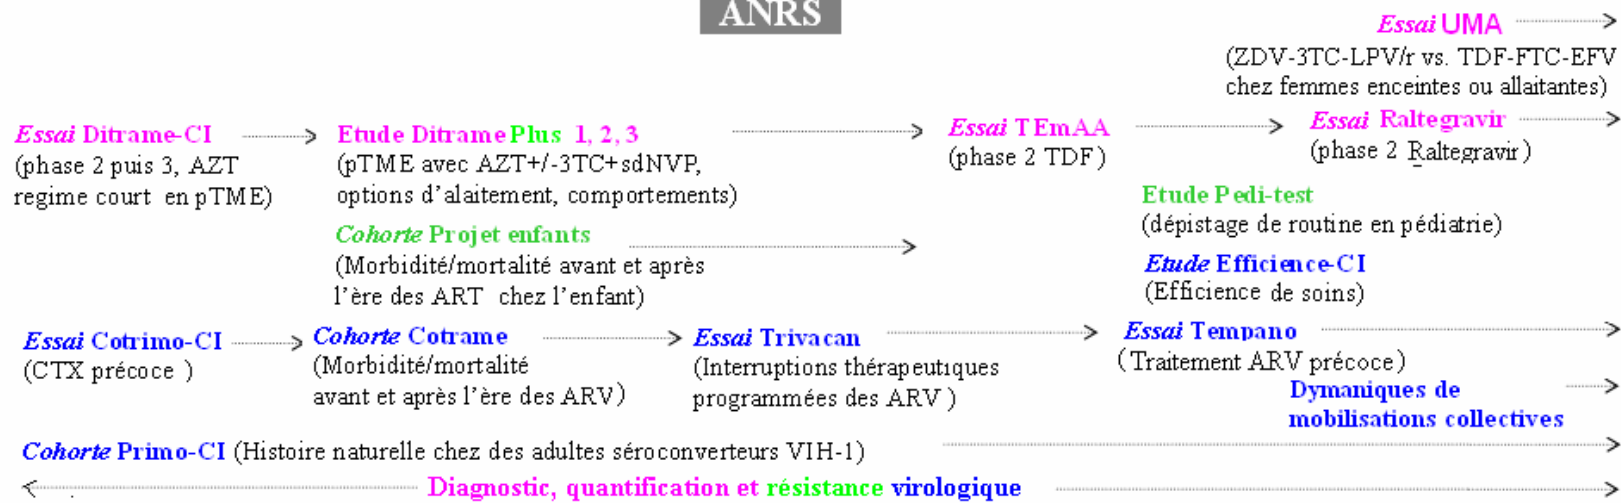 ANRS
Essai UMA
(ZDV-3TC-LPV/r vs. TDF-FTC-EFV
chez femmes enceintes ou allaitantes)
Essai Ditrame-CI
(phase 2 puis 3, AZT
regime court en pTME)
Etude Ditrame Plus 1, 2, 3
(pTME avec AZT+/-3TC+sdNVP,
options d'alaitement, comportements)
Essai TEmAA
(phase 2 TDF)
Essai Raltegravir
(phase 2 Raltegravir)
Cohorte Projet enfants
(Morbidité/mortalité avant et après
l'ère des ART chez l'enfant)
Etude Pedi-test
(dépistage de routine en pédiatrie)
Etude Efficience-CI
(Efficience de soins)
Essai Cotrimo-CI
(CTX précoce )
Cohorte Cotrame
(Morbidité/mortalité
avant et après l'ère des ARV)
Essai Trivacan
(Interruptions thérapeutiques
programmées des ARV )
Essai Tempano
(Traitement ARV précoce)
Dymaniques de
mobilisations collectives
Cohorte Primo-CI (Histoire naturelle chez des adultes séroconverteurs VIH-1)
Diagnostic, quantification et résistance virologique